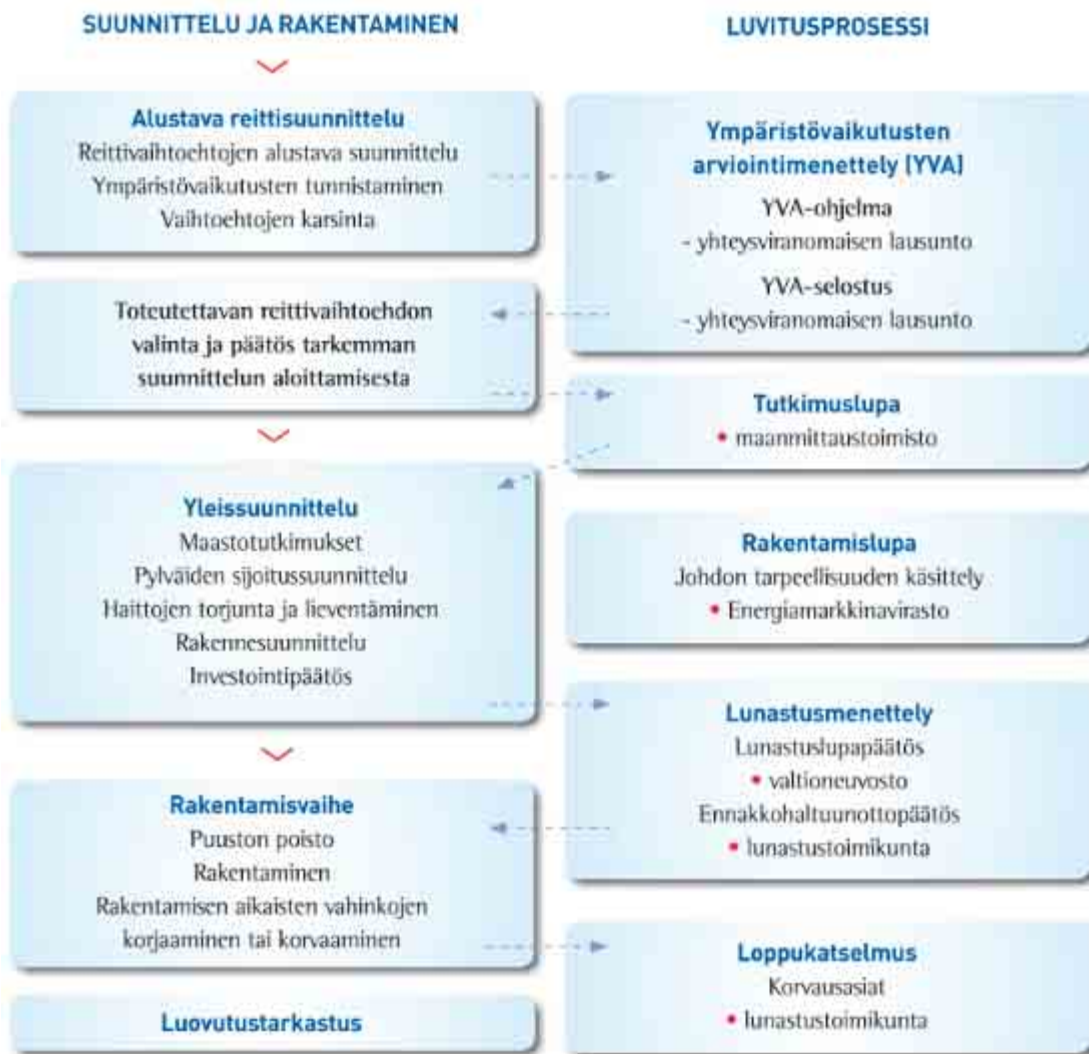 SUUNNITTELU JA RAKENTAMINEN
Alustava reittisuunnittelu
Reittivaihtoehtojen alustava suunnittelu
Ympäristövaikutusten tunnistaminen
Vaihtoehtojen karsinta
Toteutettavan reittivaihtoehdon
valinta ja päätös tarkemman
suunnittelun aloittamisesta
Yleissuunnittelu
Maastotutkimukset
Pylväiden sijoitussuunnittelu
Haittojen torjunta ja lieventäminen
Rakennesuunnittelu
Investointipäätös
Rakentamisvaihe
Puuston poisto
Rakentaminen
Rakentamisen aikaisten vahinkojen
korjaaminen tai korvaaminen
Luovutustarkastus
LUVITUSPROSESSI
Ympäristövaikutusten
arviointimenettely (YVA)
YVA-ohjelma
- yhteysviranomaisen lausunto
YVA-selostus
- yhteysviranomaisen lausunto
Tutkimuslupa
• maanmittaustoimisto
Rakentamislupa
Johdon tarpeellisuuden käsittely
• Energiamarkkinavirasto
Lunastusmenettely
Lunastuslupapäätös
• valtioneuvosto
Ennakkohaltuunottopäätös
• lunastustoimikunta
Loppukatselmus
Korvausasiat
• lunastustoimikunta